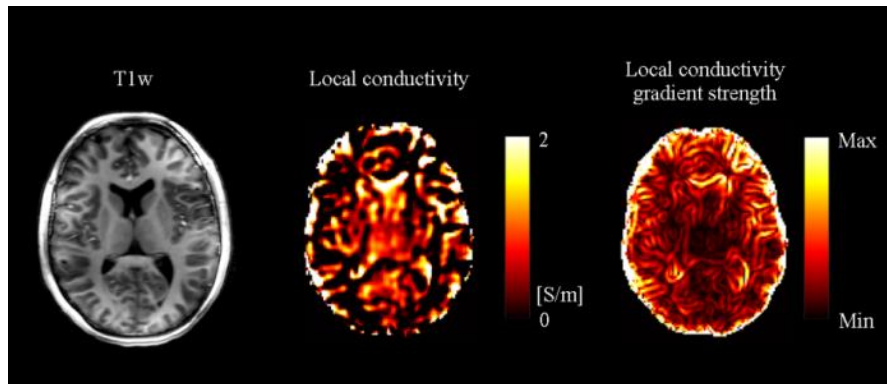 T1w
Local conductivity
Local conductivity
gradient strength
2
[S/m]
0
Max
Min